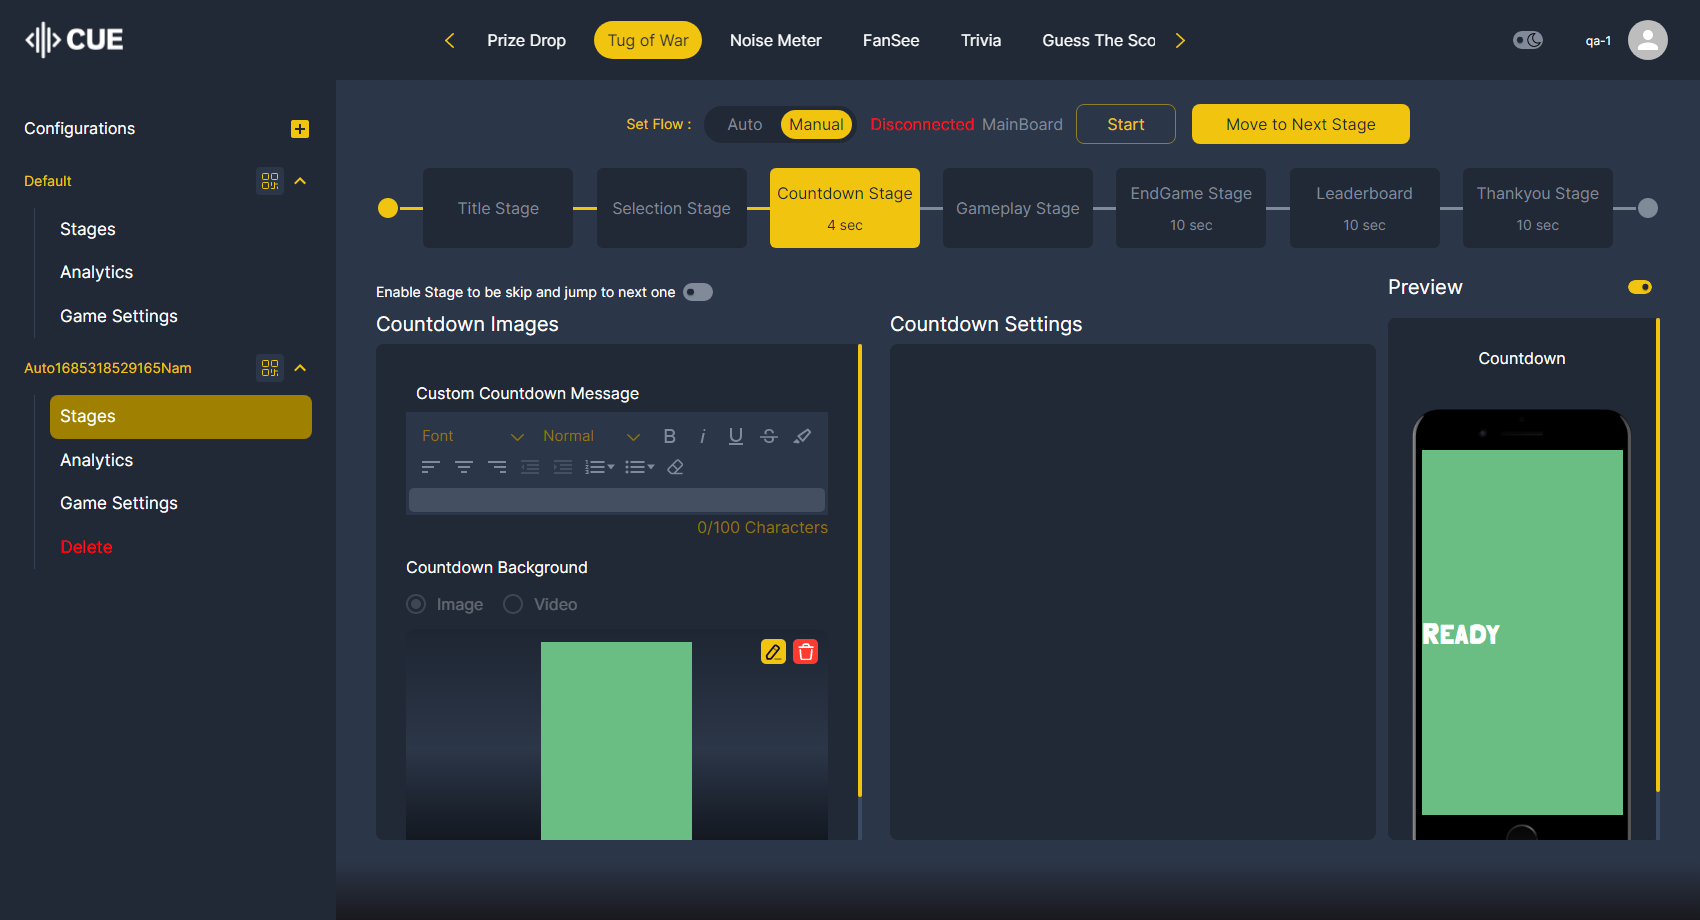 CUE
Prize Drop
Tug of War
Noise Meter
FanSee
Trivia
Guess The Sco
qa-1
Configurations
Default
Stages
Analytics
Game Settings
Auto1685318529165Nam
Stages
Analytics
Game Settings
Delete
Set Flow :
Auto
Manual
Disconnected MainBoard
Start
Move to Next Stage
Title Stage
Selection Stage
Countdown Stage
4 sec
Gameplay Stage
EndGame Stage
10 sec
Leaderboard
10 sec
Thankyou Stage
10 sec
Enable Stage to be skip and jump to next one
Countdown Images
Custom Countdown Message
Font
Normal
B
i
U
S
0/100 Characters
Countdown Background
Image
Video
Countdown Settings
Preview
Countdown
READY